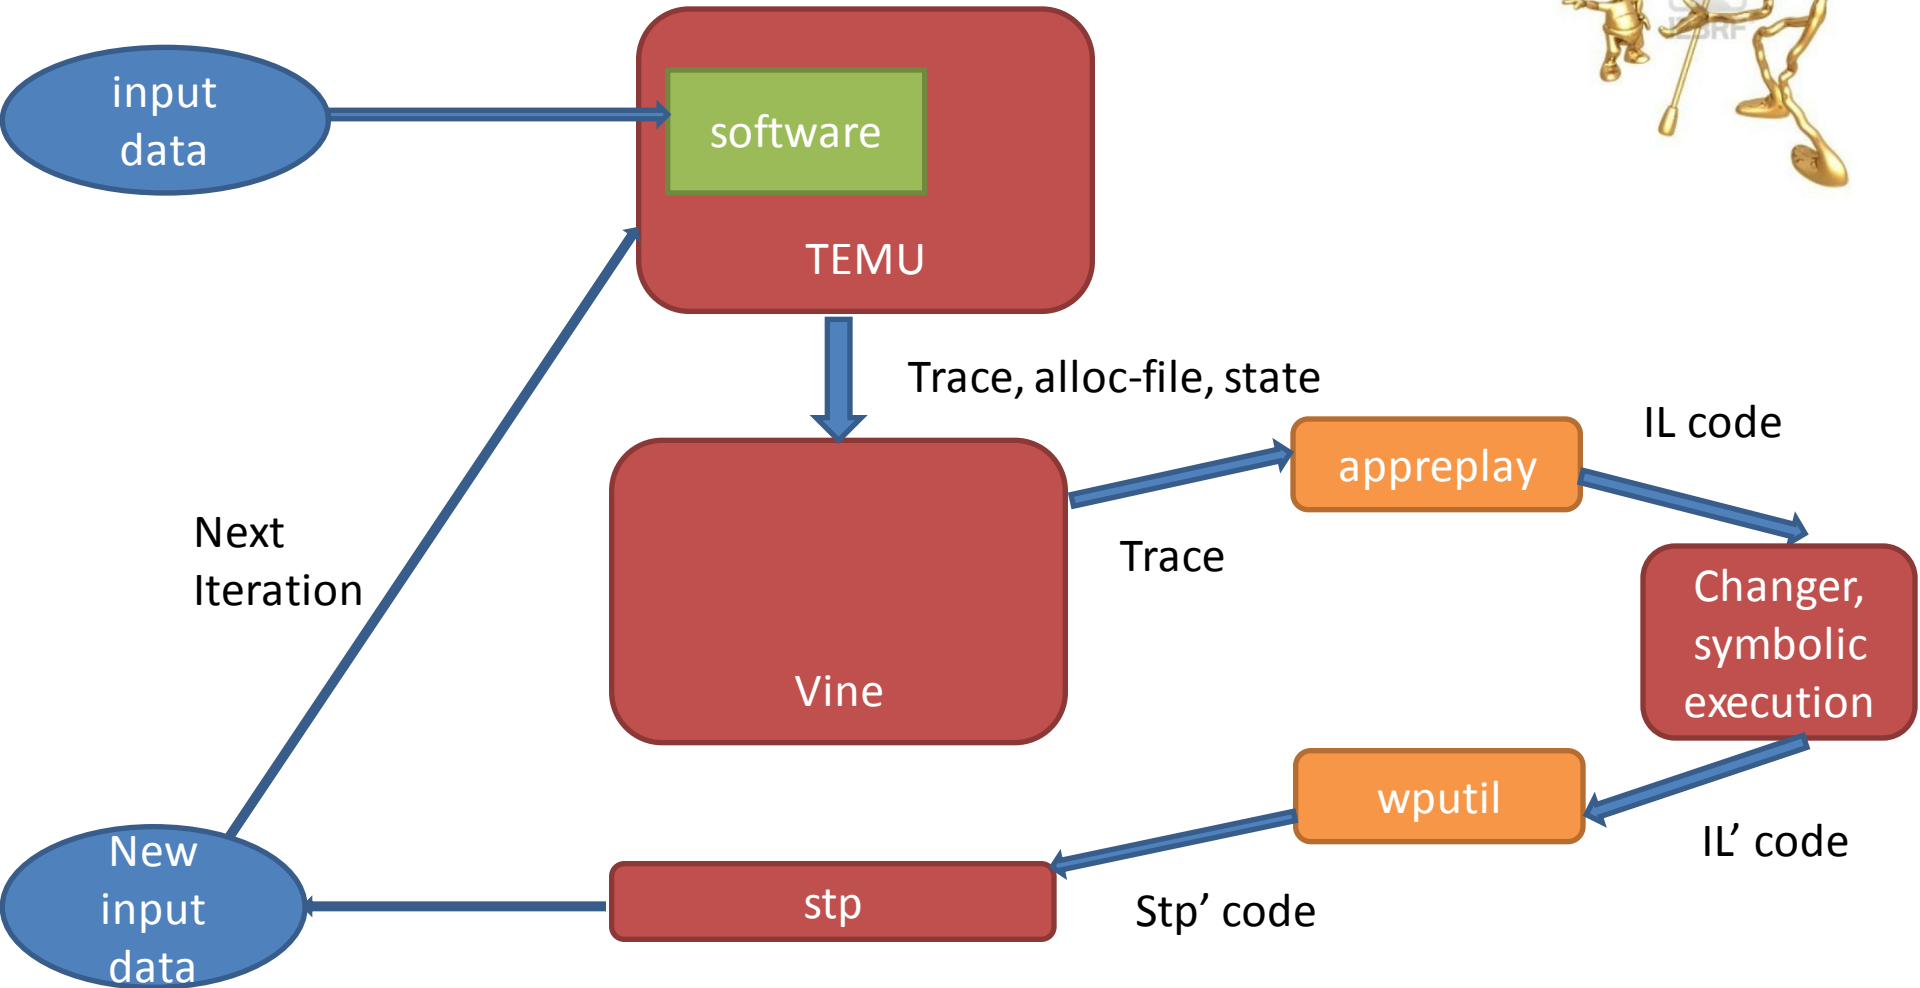 input
data
software
TEMU
Trace, alloc-file, state
IL code
appreplay
Trace
Next
Iteration
Changer,
symbolic
execution
Vine
wputil
IL’ code
New
input
data
stp
Stp’ code